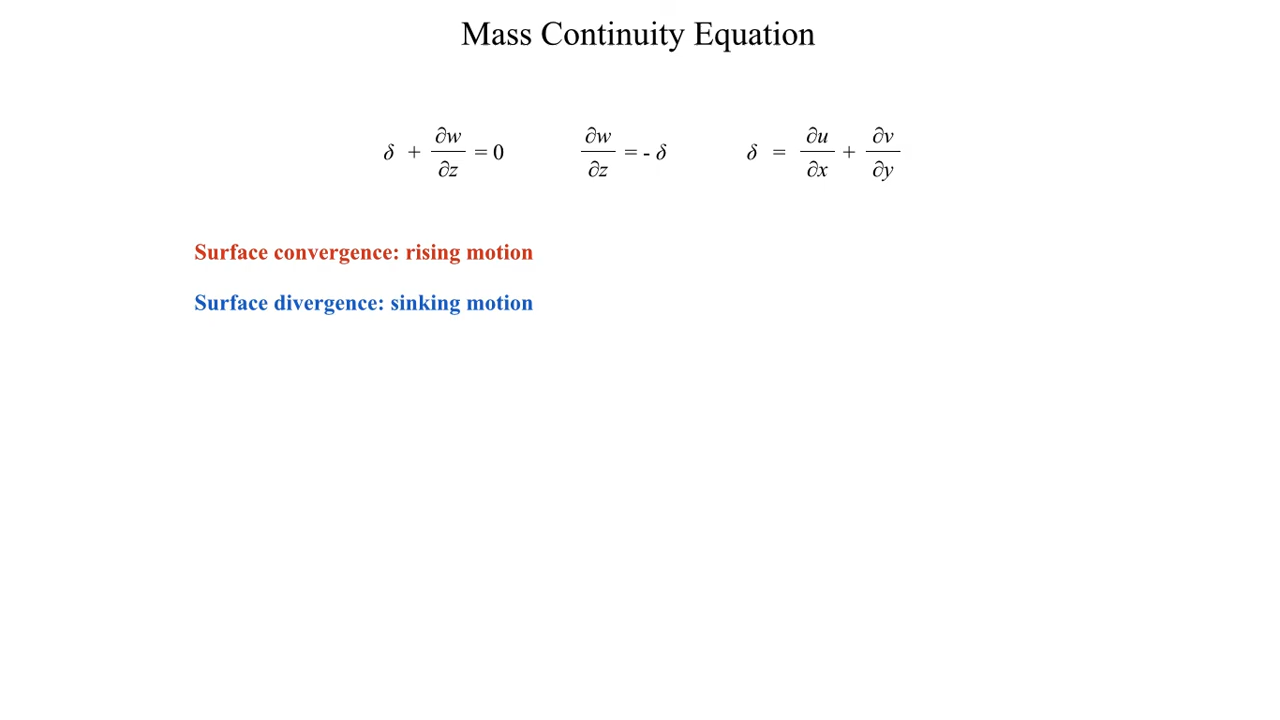 Mass Continuity Equation
δ + ∂w/∂z = 0 ∂w/∂z = - δ δ = ∂u/∂x + ∂v/∂y
Surface convergence: rising motion
Surface divergence: sinking motion